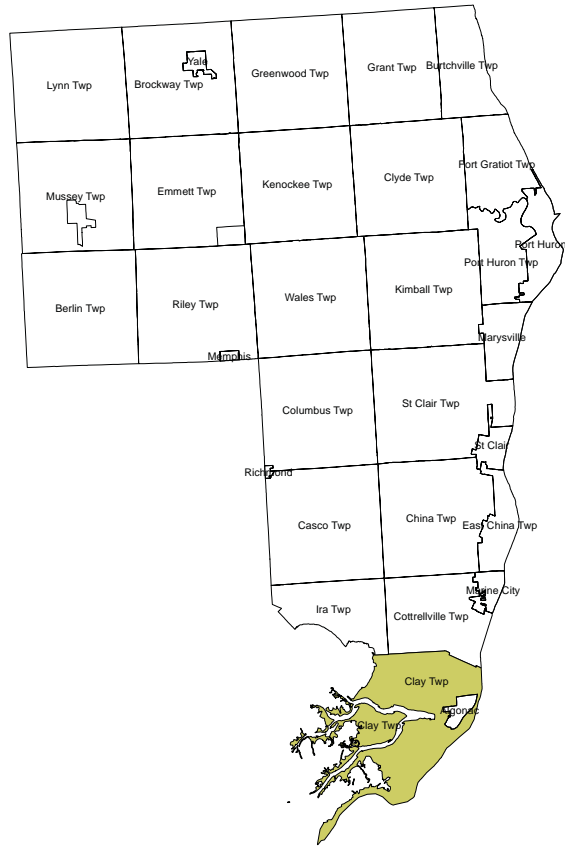 Burtchville Twp
Grant Twp
Greenwood Twp
Yale
Brockway Twp
Lynn Twp
Fort Gratiot Twp
Clyde Twp
Kenockee Twp
Emmett Twp
Mussey Twp
Port Huron
Port Huron Twp
Kimball Twp
Wales Twp
Riley Twp
Berlin Twp
Marysville
Memphis
St Clair Twp
Columbus Twp
St Clair
Richmond
China Twp
East China Twp
Casco Twp
Marine City
Ira Twp
Cottrellville Twp
Clay Twp
Algonac
Clay Twp